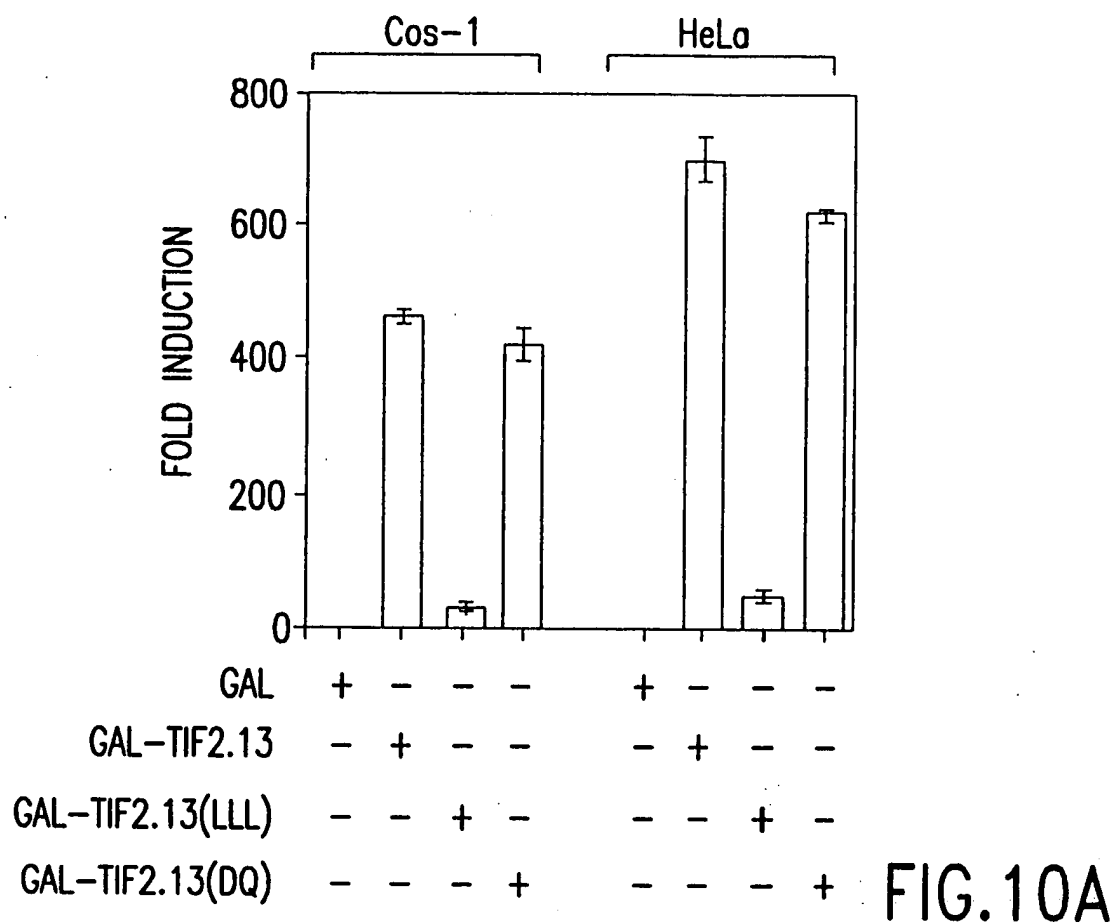 Cos-1 HeLa
800
600
400
200
0
FOLD INDUCTION
GAL + - - - + - - -
GAL-TIF2.13 - + - - - + - -
GAL-TIF2.13(LLL) - - + - - - + -
GAL-TIF2.13(DQ) - - - + - - - +
FIG.10A